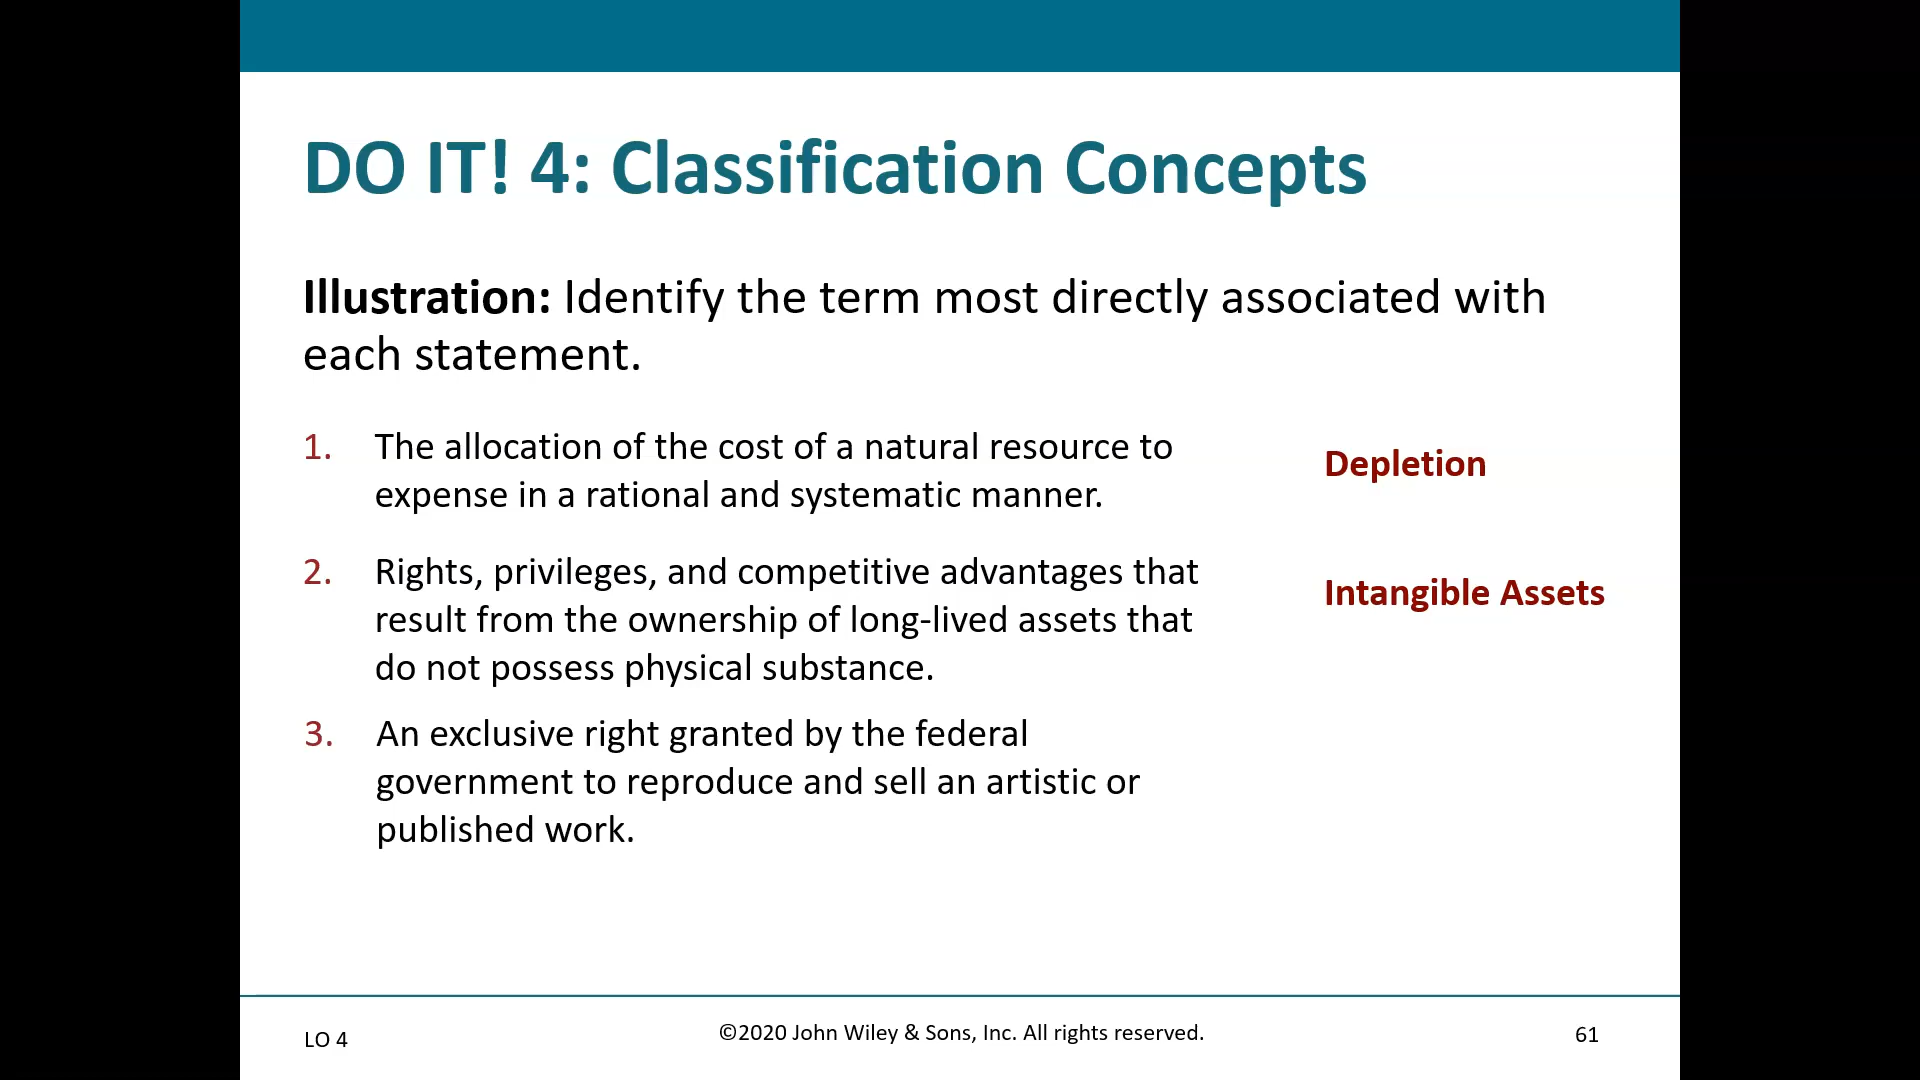 DO IT! 4: Classification Concepts
Illustration: Identify the term most directly associated with
each statement.
1. The allocation of the cost of a natural resource to
expense in a rational and systematic manner.
Depletion
2. Rights, privileges, and competitive advantages that
result from the ownership of long-lived assets that
do not possess physical substance.
Intangible Assets
3. An exclusive right granted by the federal
government to reproduce and sell an artistic or
published work.
LO 4
©2020 John Wiley & Sons, Inc. All rights reserved.
61